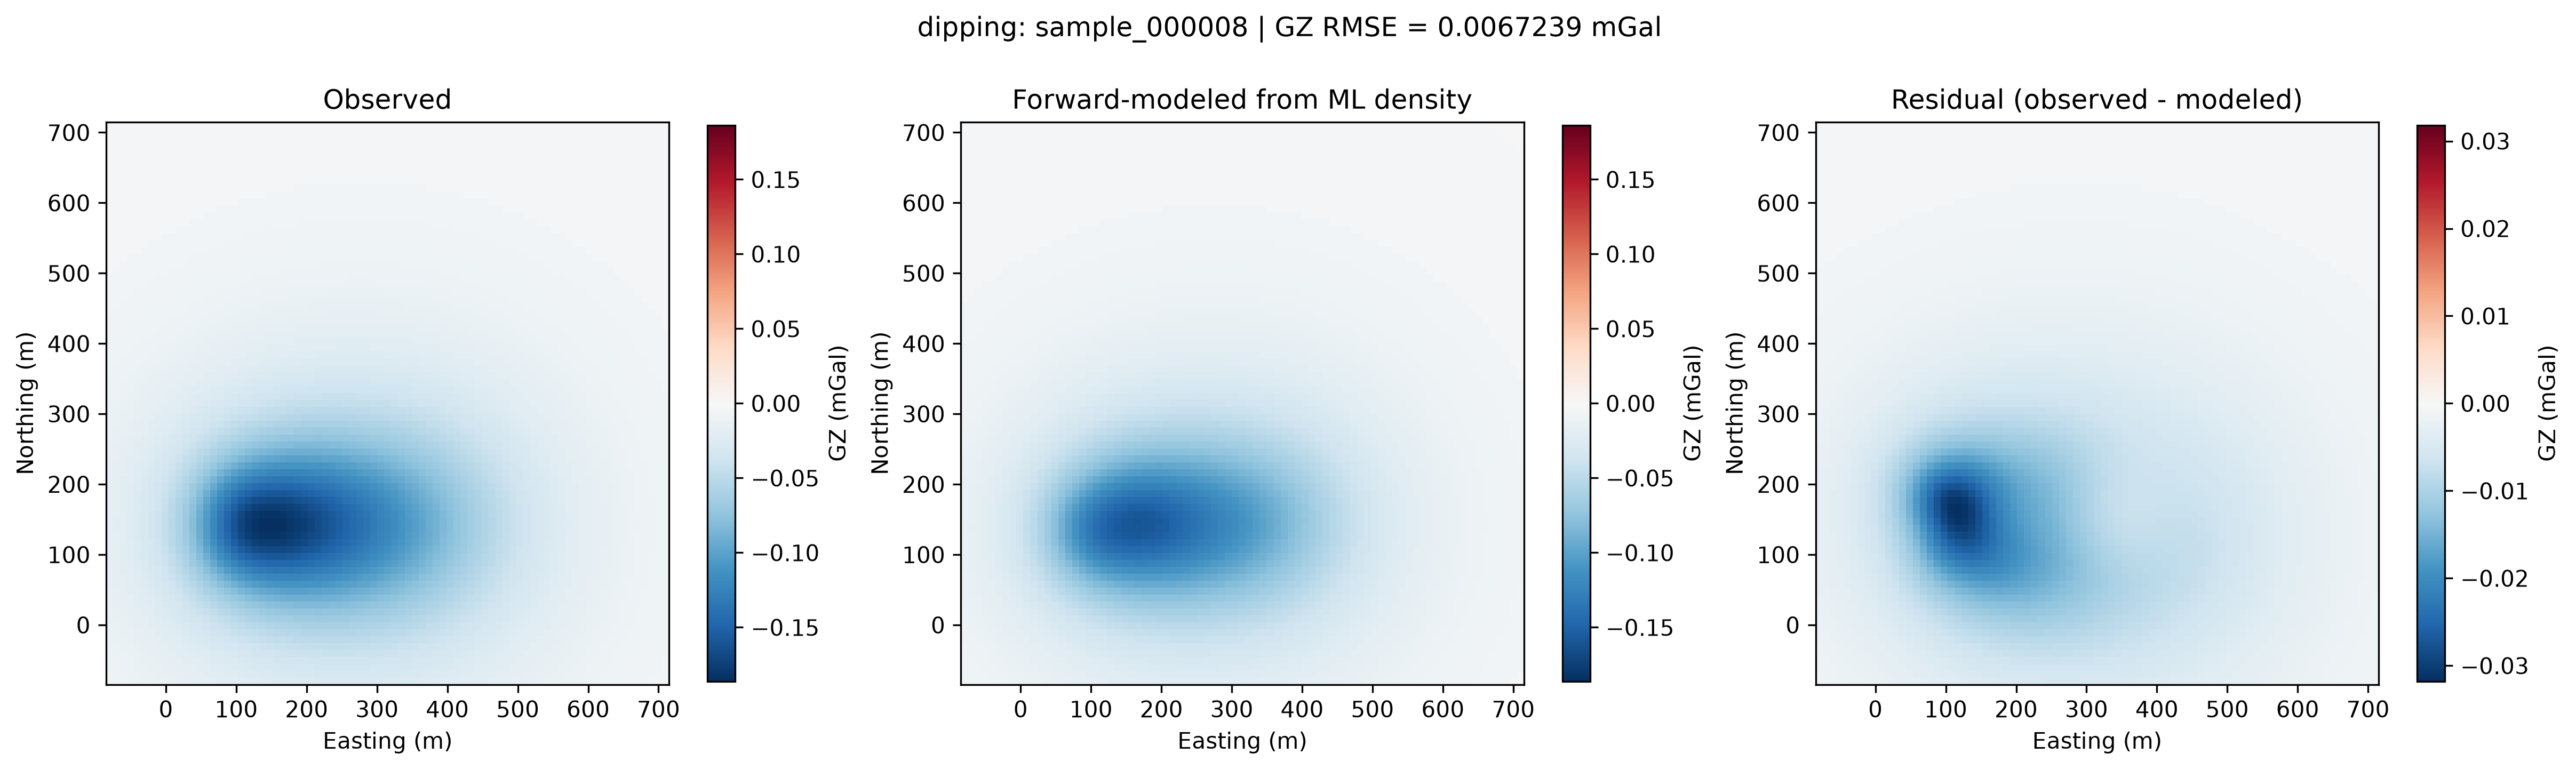 dipping: sample_000008 | GZ RMSE = 0.0067239 mGal
Observed
700
600
500
400
300
200
100
0
Northing (m)
0 100 200 300 400 500 600 700
Easting (m)
0.15
0.10
0.05
0.00
−0.05
−0.10
−0.15
GZ (mGal)
Forward-modeled from ML density
700
600
500
400
300
200
100
0
Northing (m)
0 100 200 300 400 500 600 700
Easting (m)
0.15
0.10
0.05
0.00
−0.05
−0.10
−0.15
GZ (mGal)
Residual (observed - modeled)
700
600
500
400
300
200
100
0
Northing (m)
0 100 200 300 400 500 600 700
Easting (m)
0.03
0.02
0.01
0.00
−0.01
−0.02
−0.03
GZ (mGal)